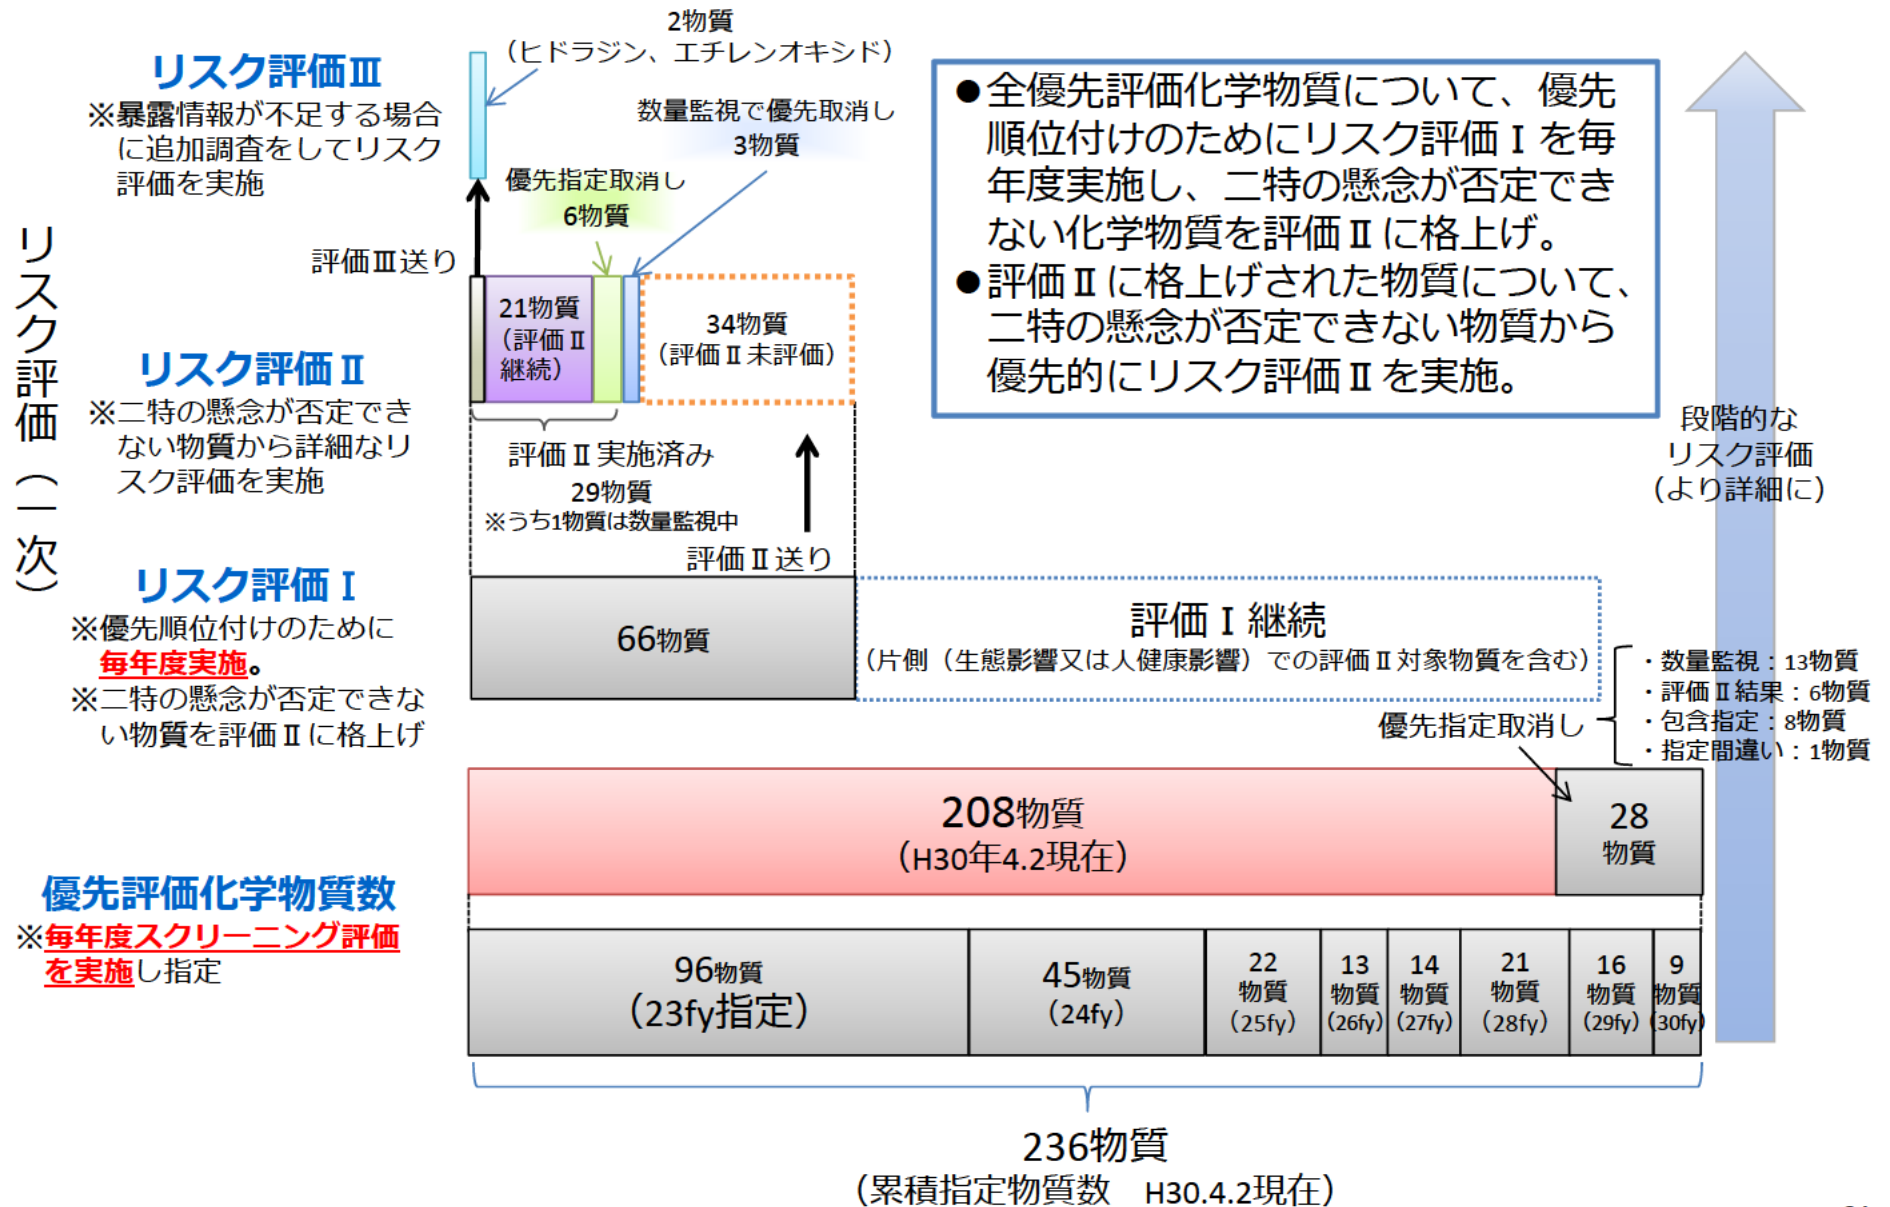 2物質
（ヒドラジン、エチレンオキシド）
リスク評価Ⅲ
※暴露情報が不足する場合
に追加調査をしてリスク
評価を実施
数量監視で優先取消し
3物質
優先指定取消し
6物質
評価Ⅲ送り
●全優先評価化学物質について、優先
順位付けのためにリスク評価Ⅰを毎
年度実施し、二特の懸念が否定でき
ない化学物質を評価Ⅱに格上げ。
●評価Ⅱに格上げされた物質について、
二特の懸念が否定できない物質から
優先的にリスク評価Ⅱを実施。
リスク評価（一次）
21物質
（評価Ⅱ
継続）
34物質
（評価Ⅱ未評価）
リスク評価Ⅱ
※二特の懸念が否定でき
ない物質から詳細なリ
スク評価を実施
評価Ⅱ実施済み
29物質
※うち1物質は数量監視中
評価Ⅱ送り
段階的な
リスク評価
（より詳細に）
リスク評価Ⅰ
※優先順位付けのために
毎年度実施。
※二特の懸念が否定できな
い物質を評価Ⅱに格上げ
66物質
評価Ⅰ継続
（片側（生態影響又は人健康影響）での評価Ⅱ対象物質を含む）
優先指定取消し
・数量監視：13物質
・評価Ⅱ結果：6物質
・包含指定：8物質
・指定間違い：1物質
208物質
（H30年4.2現在）
28
物質
優先評価化学物質数
※毎年度スクリーニング評価
を実施し指定
96物質
（23fy指定）
45物質
（24fy）
22
物質
（25fy）
13
物質
（26fy）
14
物質
（27fy）
21
物質
（28fy）
16
物質
（29fy）
9
物質
（30fy）
236物質
（累積指定物質数　H30.4.2現在）